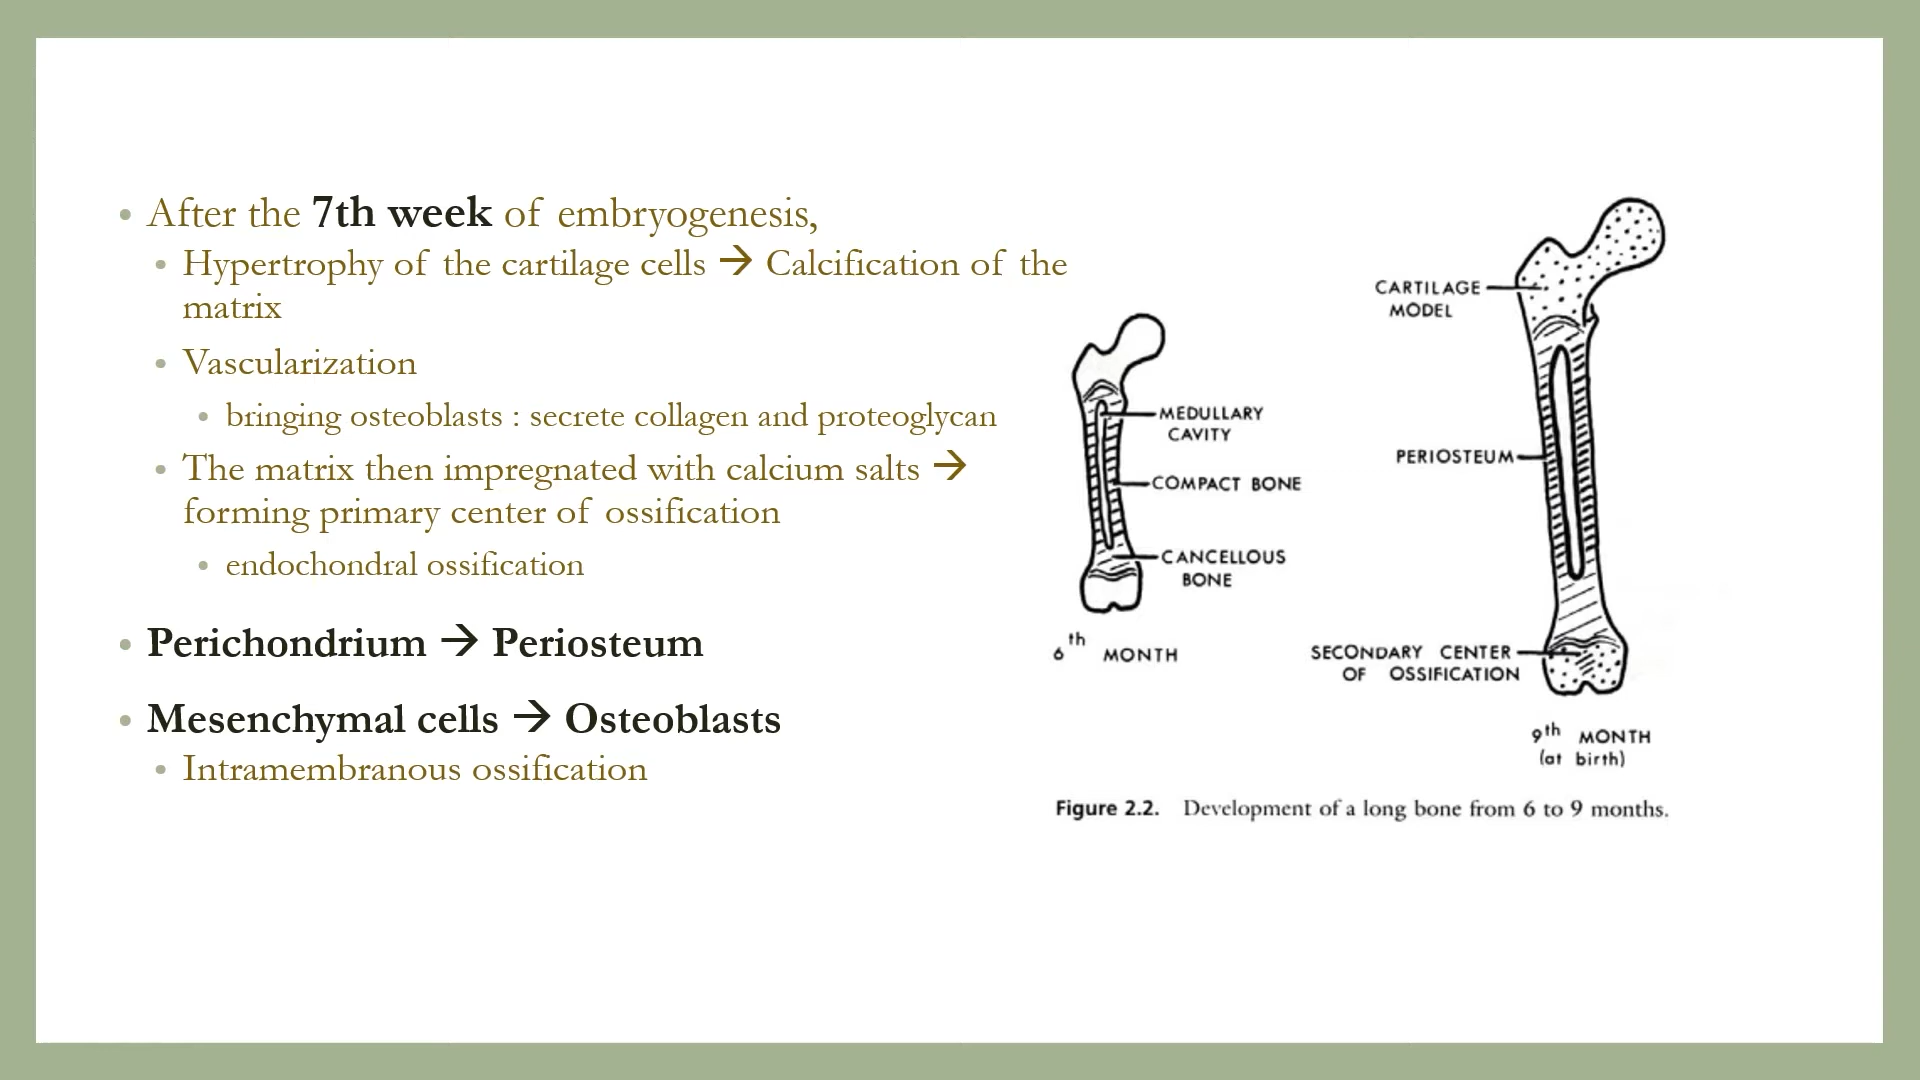 • After the 7th week of embryogenesis,
• Hypertrophy of the cartilage cells → Calcification of the
matrix
• Vascularization
• bringing osteoblasts : secrete collagen and proteoglycan
• The matrix then impregnated with calcium salts →
forming primary center of ossification
• endochondral ossification
• Perichondrium → Periosteum
• Mesenchymal cells → Osteoblasts
• Intramembranous ossification
MEDULLARY
CAVITY
COMPACT BONE
CANCELLOUS
BONE
6th MONTH
CARTILAGE
MODEL
PERIOSTEUM
SECONDARY CENTER
OF OSSIFICATION
9th MONTH
(at birth)
Figure 2.2. Development of a long bone from 6 to 9 months.